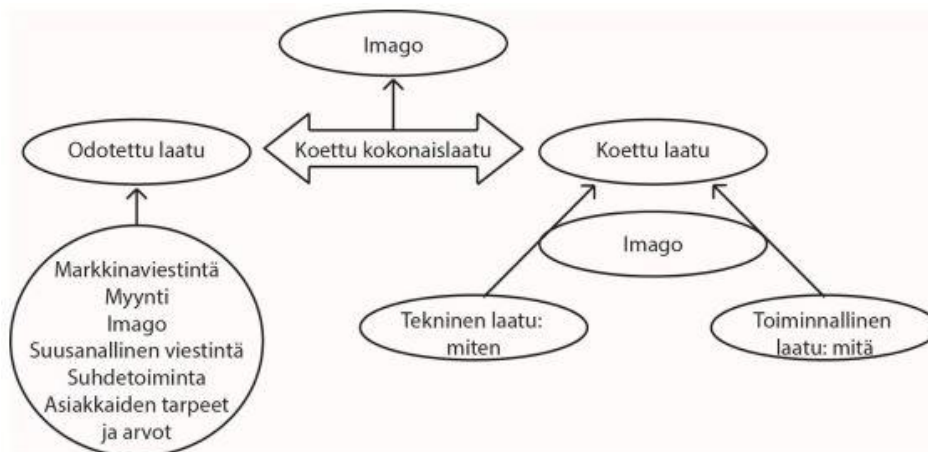 Imago
Odotettu laatu
Koettu kokonaislaatu
Koettu laatu
Markkinaviestintä
Myynti
Imago
Suusanallinen viestintä
Suhdetoiminta
Asiakkaiden tarpeet
ja arvot
Imago
Tekninen laatu:
miten
Toiminnallinen
laatu: mitä